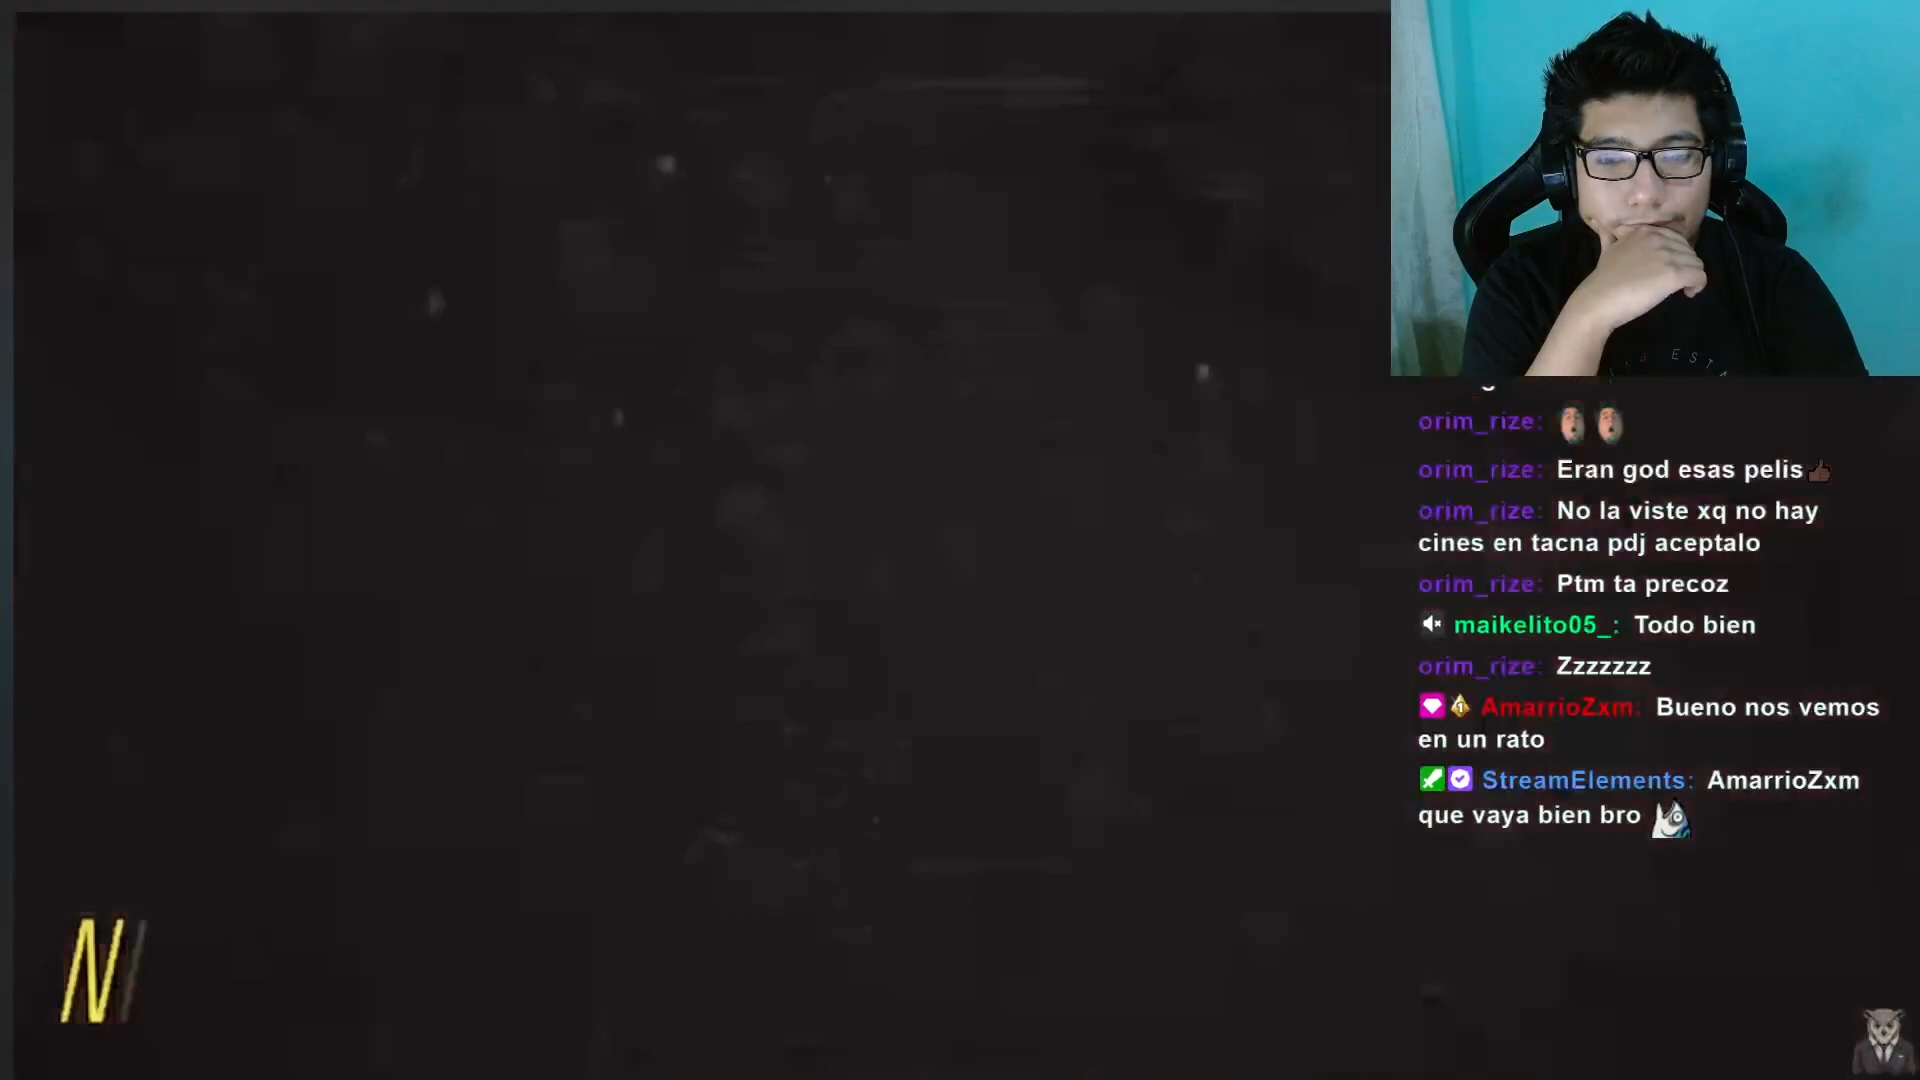 orim_rize:
orim_rize: Eran god esas pelis
orim_rize: No la viste xq no hay
cines en tacna pdj aceptalo
orim_rize: Ptm ta precoz
maikelito05_: Todo bien
orim_rize: Zzzzzzz
AmarrioZxm: Bueno nos vemos
en un rato
StreamElements: AmarrioZxm
que vaya bien bro
N